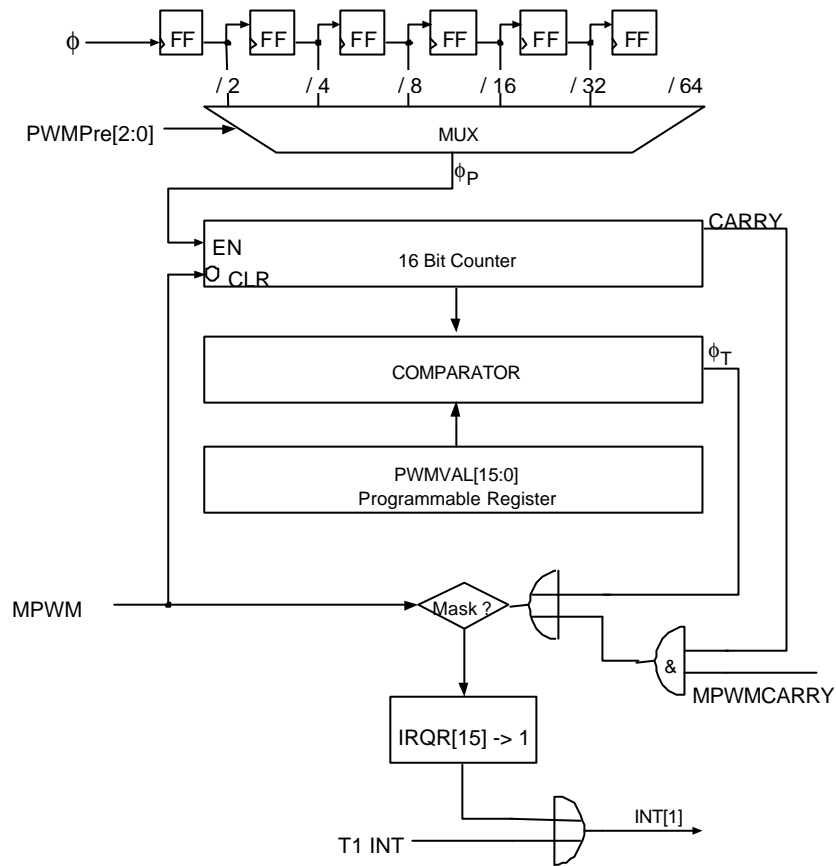 ϕ
FF FF FF FF FF FF
/ 2 / 4 / 8 / 16 / 32 / 64
PWMPre[2:0]
MUX
ϕP
CARRY
EN
16 Bit Counter
CLR
ϕT
COMPARATOR
PWMVAL[15:0]
Programmable Register
MPWM
Mask ?
&
MPWMCARRY
IRQR[15] -> 1
INT[1]
T1 INT